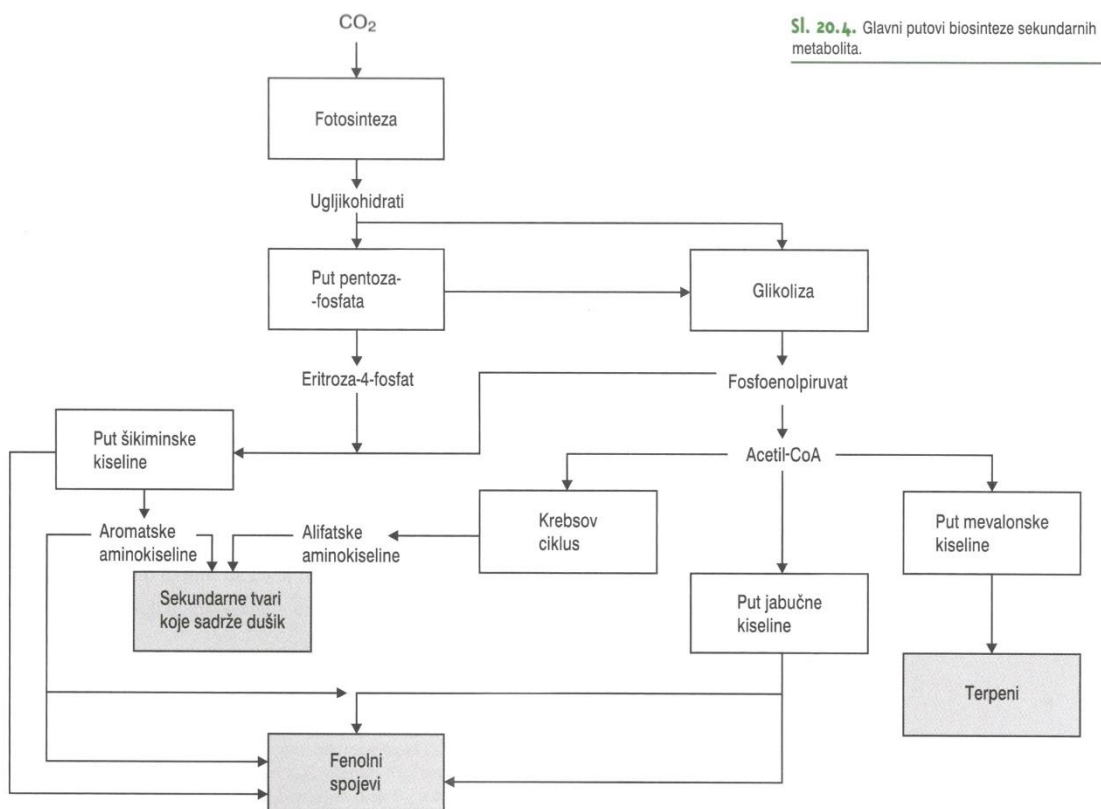 CO₂
Sl. 20.4. Glavni putovi biosinteze sekundarnih
metabolita.
Fotosinteza
Ugljikohidrati
Put pentoza-
-fosfata
Glikoliza
Eritroza-4-fosfat
Fosfoenolpiruvat
Put šikiminske
kiseline
Acetil-CoA
Aromatske
aminokiseline
Alifatske
aminokiseline
Krebsov
ciklus
Put mevalonske
kiseline
Sekundarne tvari
koje sadrže dušik
Put jabučne
kiseline
Terpeni
Fenolni
spojevi